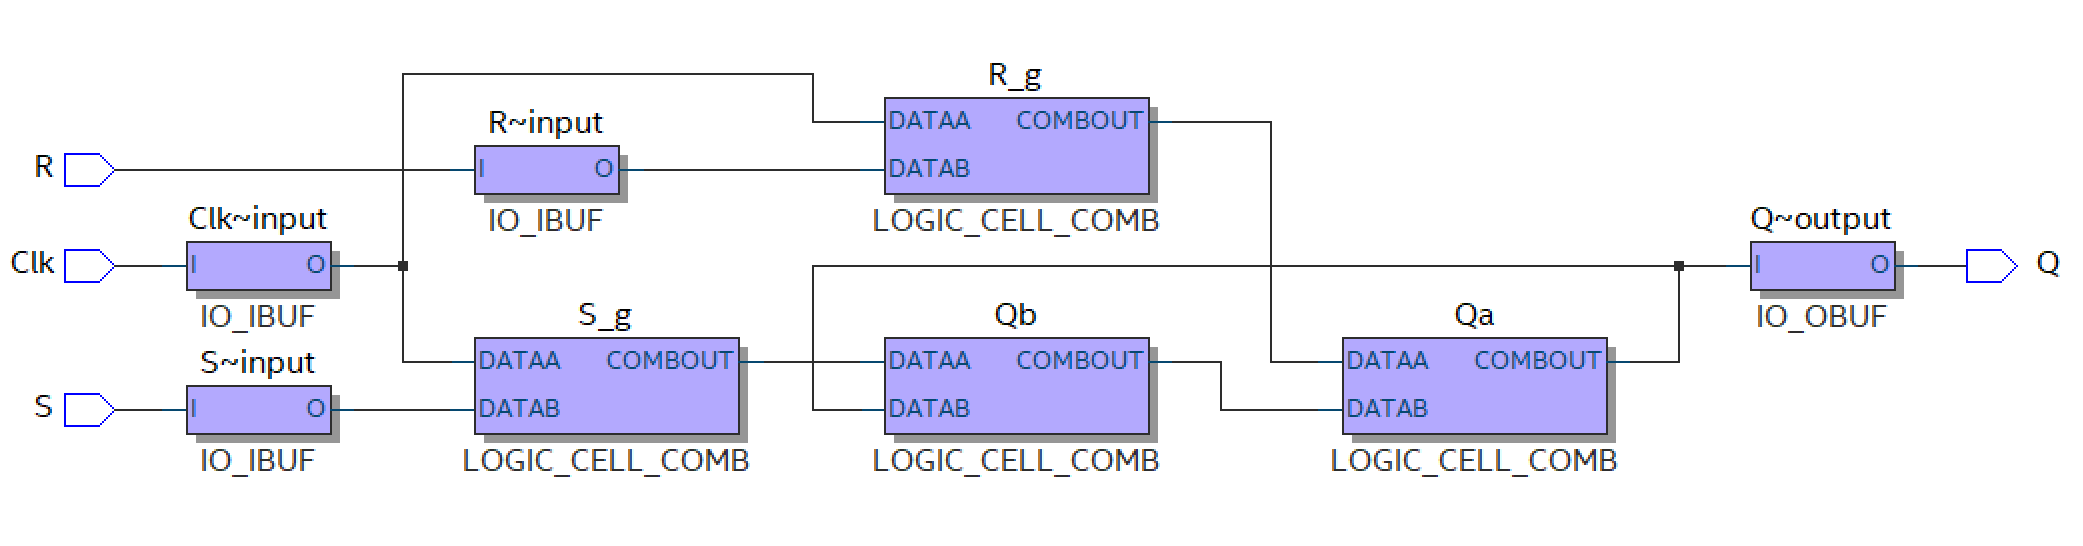 R_g
DATAA COMBOUT
DATAB
LOGIC_CELL_COMB
R~input
I O
IO_IBUF
R
Clk~input
I O
IO_IBUF
Clk
Q~output
I O
IO_OBUF
Q
S_g
DATAA COMBOUT
DATAB
LOGIC_CELL_COMB
Qb
DATAA COMBOUT
DATAB
LOGIC_CELL_COMB
Qa
DATAA COMBOUT
DATAB
LOGIC_CELL_COMB
S~input
I O
IO_IBUF
S